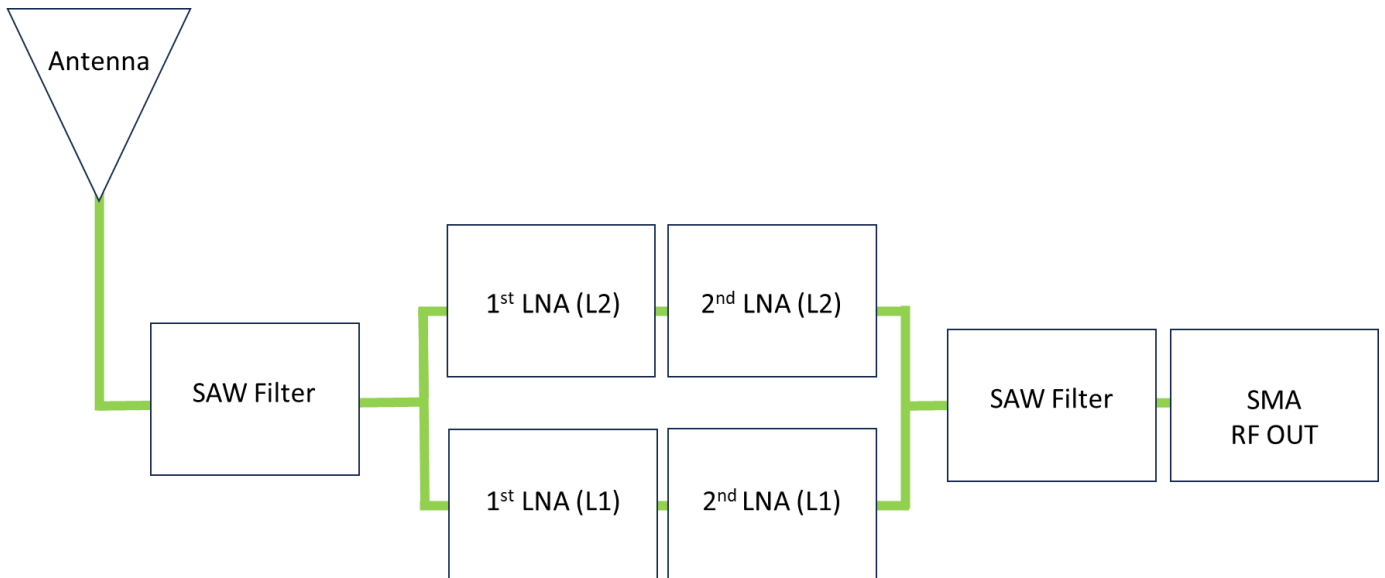 Antenna
SAW Filter
1st LNA (L2)
2nd LNA (L2)
1st LNA (L1)
2nd LNA (L1)
SAW Filter
SMA
RF OUT